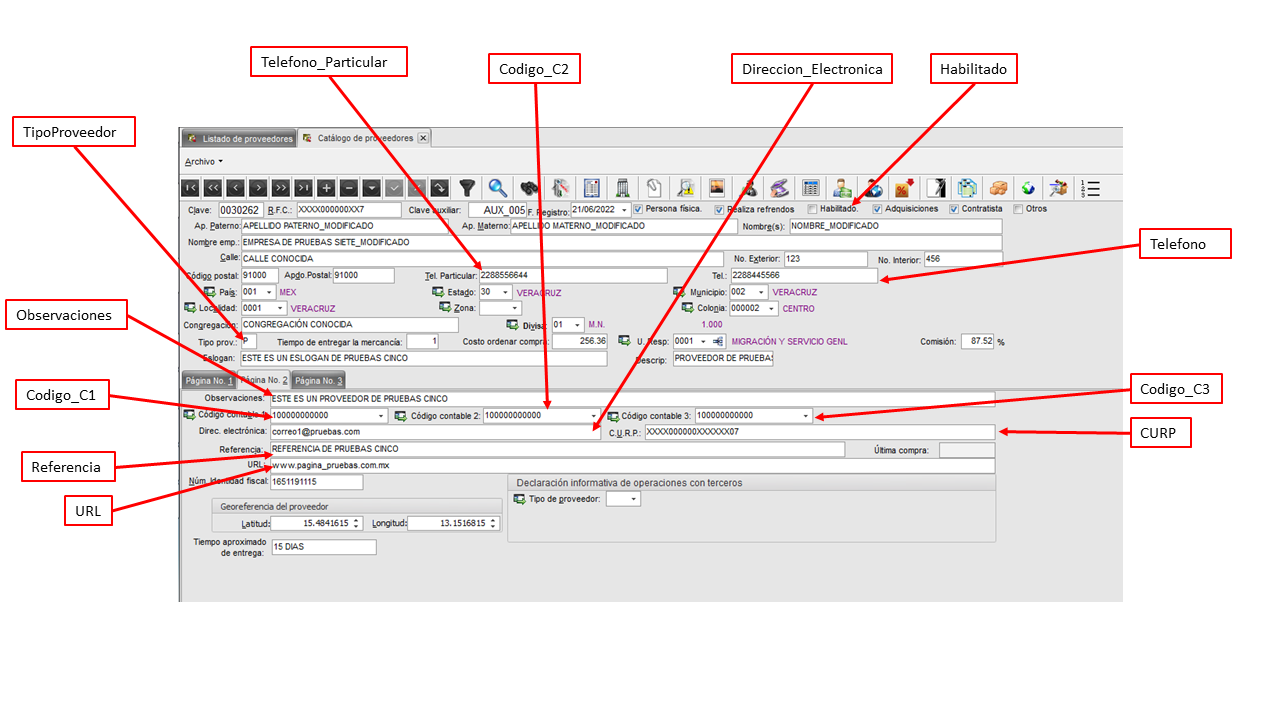 Telefono_Particular
Codigo_C2
Direccion_Electronica
Habilitado
TipoProveedor
Listado de proveedores Catálogo de proveedores
Archivo
Clave: 0030262 R.F.C.: XXXX000000XX7 Clave auxiliar: AUX_005 F. Registro: 21/06/2022 Persona física. Realiza refrendos Habilitado. Adquisiciones Contratista Otros
Ap. Paterno: APELLIDO PATERNO_MODIFICADO Ap. Materno: APELLIDO MATERNO_MODIFICADO Nombre(s): NOMBRE_MODIFICADO
Nombre emp.: EMPRESA DE PRUEBAS SIETE_MODIFICADO
Telefono
Calle: CALLE CONOCIDA No. Exterior: 123 No. Interior: 456
Código postal: 91000 Apdo.Postal: 91000 Tel. Particular: 2288556644 Tel.: 2288445566
País: 001 MEX Estado: 30 VERACRUZ Municipio: 002 VERACRUZ
Localidad: 0001 VERACRUZ Zona: Colonia: 000002 CENTRO
Observaciones
Congregación: CONGREGACIÓN CONOCIDA Divisa: 01 M.N. 1.000
Tipo prov.: P Tiempo de entregar la mercancía: 1 Costo ordenar compra: 256.36 U. Resp: 0001 MIGRACIÓN Y SERVICIO GENL Comisión: 87.52 %
Eslogan: ESTE ES UN ESLOGAN DE PRUEBAS CINCO Descrip: PROVEEDOR DE PRUEBAS
Página No. 1 Página No. 2 Página No. 3
Codigo_C1
Codigo_C3
Observaciones: ESTE ES UN PROVEEDOR DE PRUEBAS CINCO
Código contable 1: 100000000000 Código contable 2: 100000000000 Código contable 3: 100000000000
Direc. electrónica: correo1@pruebas.com C.U.R.P.: XXXX000000XXXXXX07
CURP
Referencia: REFERENCIA DE PRUEBAS CINCO Última compra:
Referencia
URL: www.pagina_pruebas.com.mx
Núm. Identidad fiscal: 1651191115 Declaración informativa de operaciones con terceros
Tipo de proveedor:
URL
Georeferencia del proveedor
Latitud: 15.4841615 Longitud: 13.1516815
Tiempo aproximado
de entrega: 15 DIAS